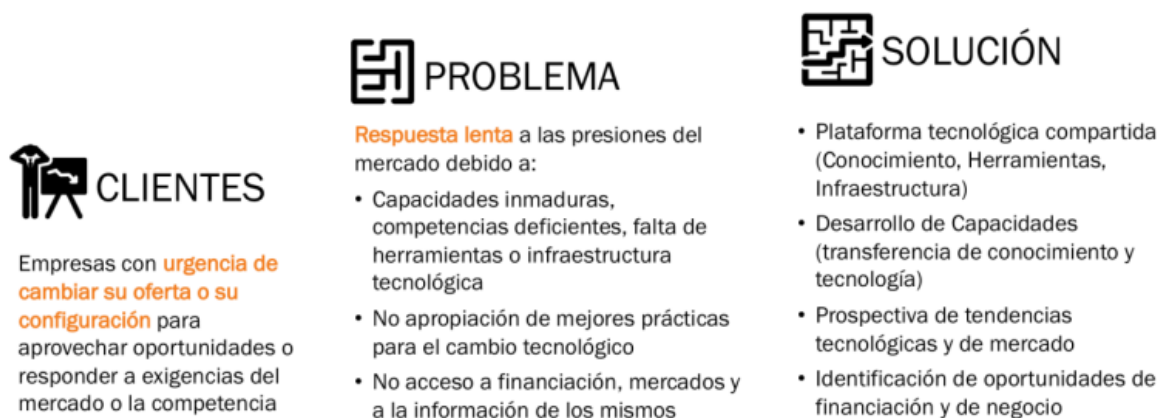 CLIENTES
Empresas con urgencia de
cambiar su oferta o su
configuración para
aprovechar oportunidades o
responder a exigencias del
mercado o la competencia
PROBLEMA
Respuesta lenta a las presiones del
mercado debido a:
• Capacidades inmaduras,
competencias deficientes, falta de
herramientas o infraestructura
tecnológica
• No apropiación de mejores prácticas
para el cambio tecnológico
• No acceso a financiación, mercados y
a la información de los mismos
SOLUCIÓN
• Plataforma tecnológica compartida
(Conocimiento, Herramientas,
Infraestructura)
• Desarrollo de Capacidades
(transferencia de conocimiento y
tecnología)
• Prospectiva de tendencias
tecnológicas y de mercado
• Identificación de oportunidades de
financiación y de negocio